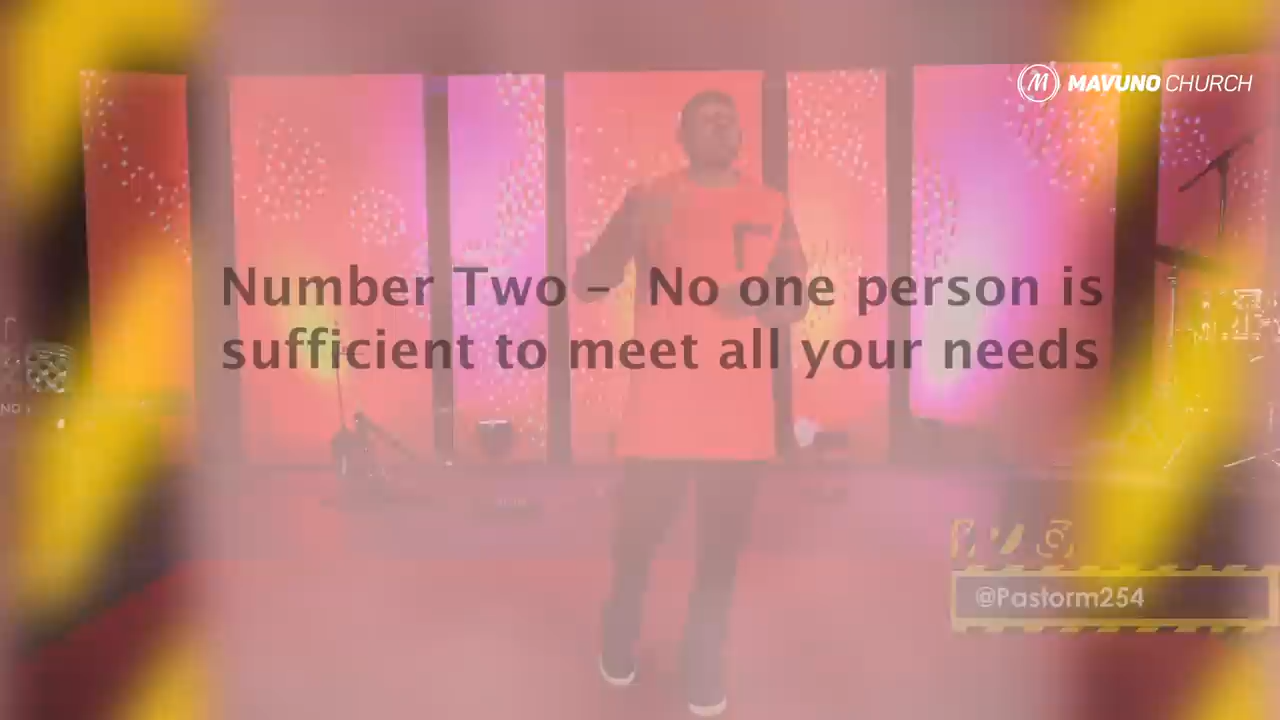 MAVUNO CHURCH
Number Two – No one person is
sufficient to meet all your needs
@Pastorm254